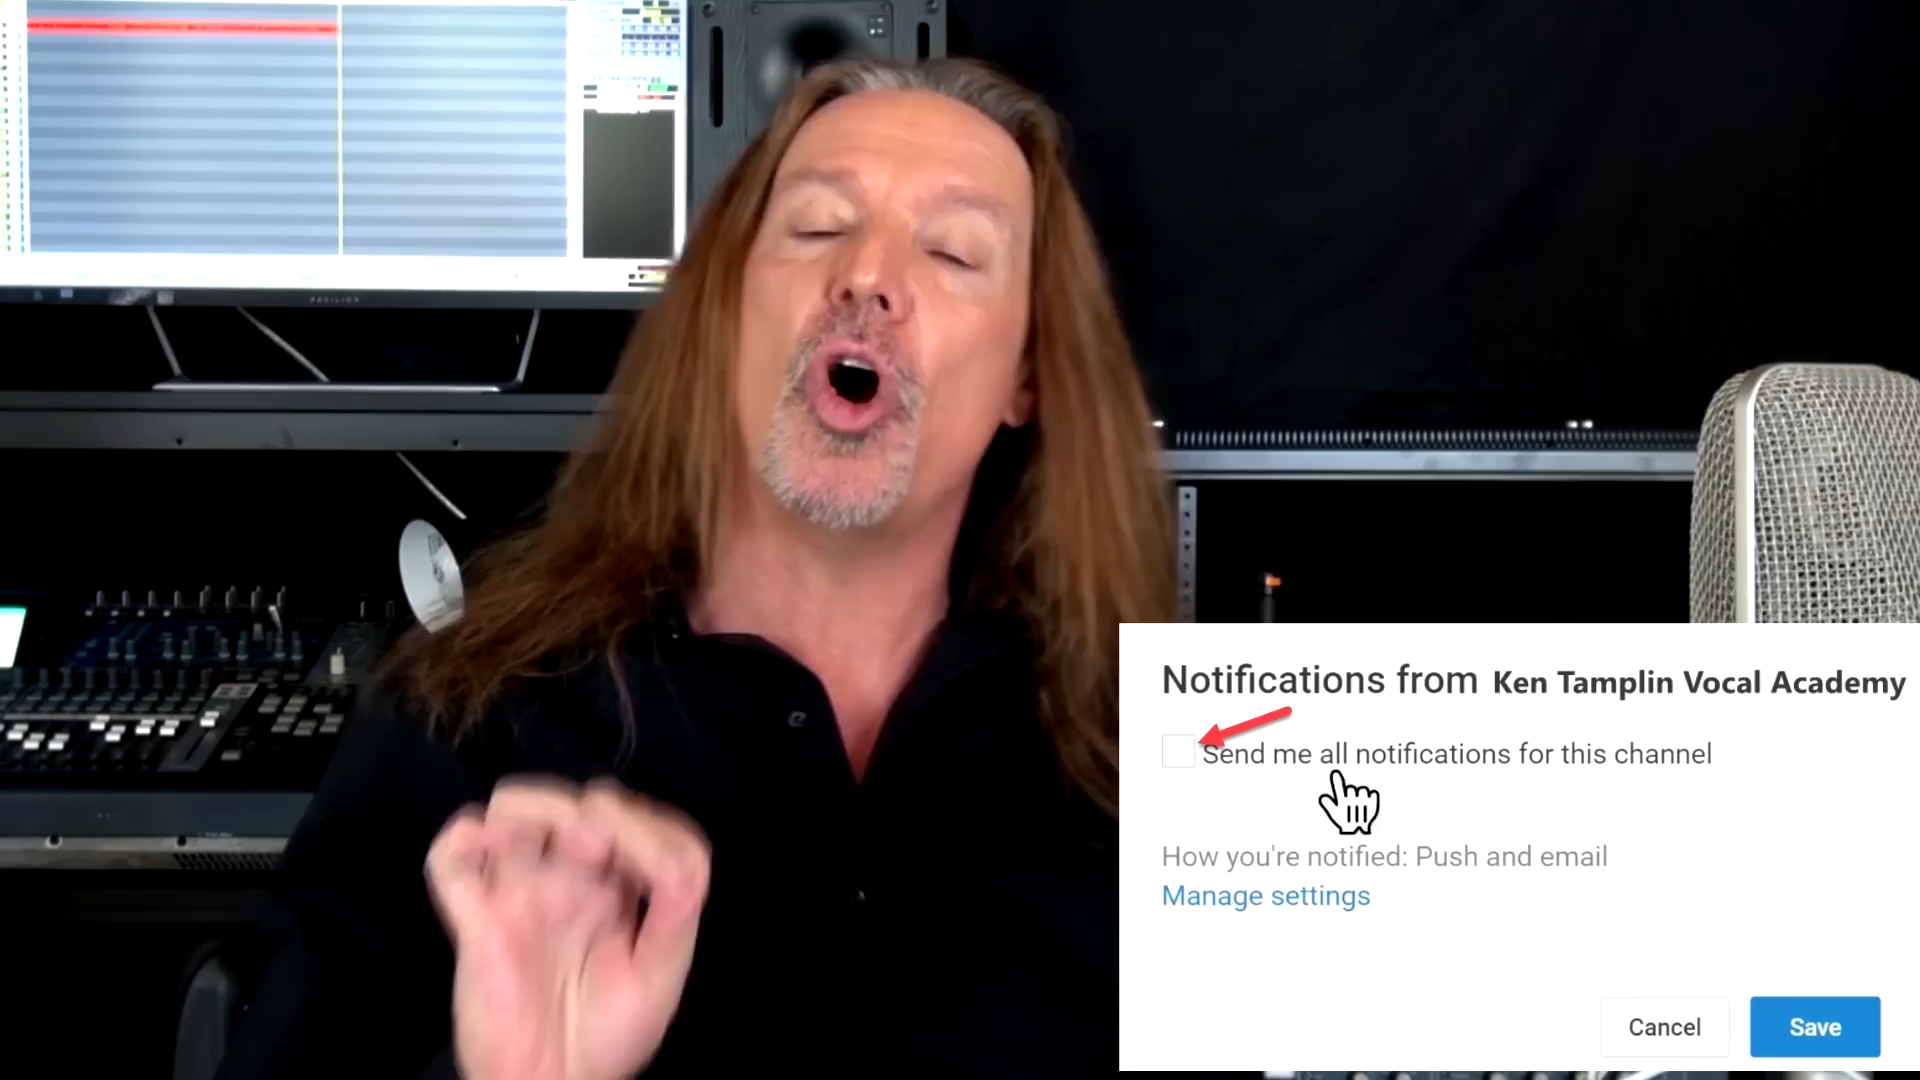 PAVILION
Notifications from Ken Tamplin Vocal Academy
Send me all notifications for this channel
How you're notified: Push and email
Manage settings
Cancel
Save